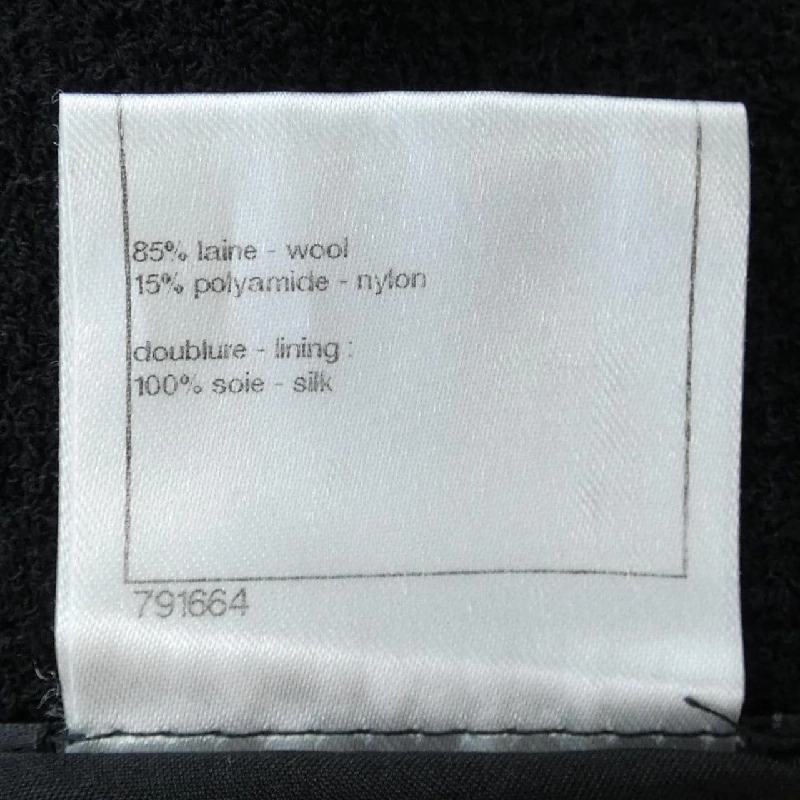 85% laine - wool
15% polyamide - nylon
doublure - lining :
100% soie - silk
791664